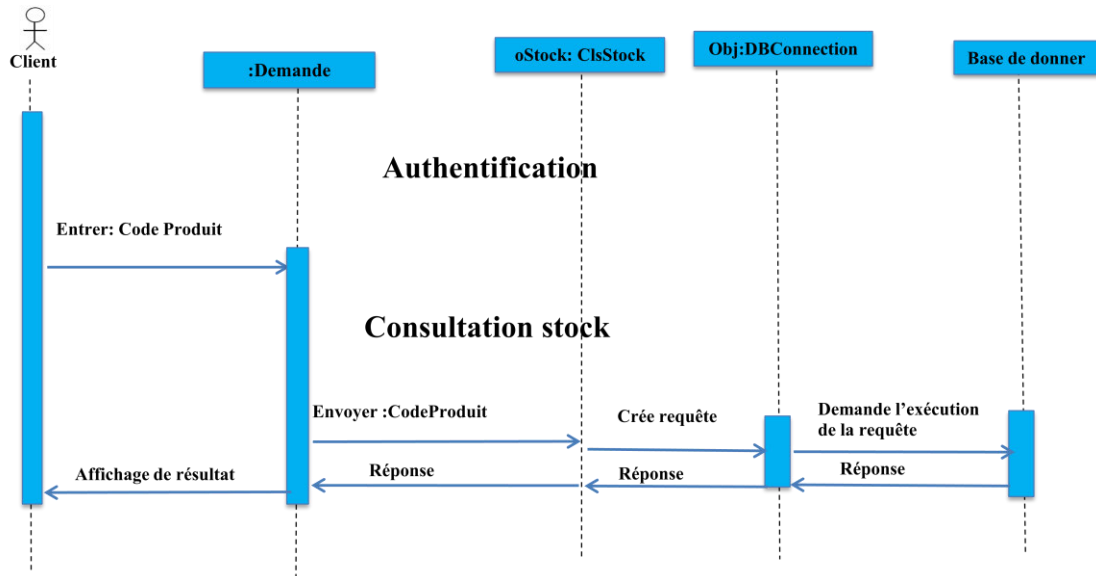 Client
:Demande
oStock: ClsStock
Obj:DBConnection
Base de donner
Authentification
Entrer: Code Produit
Consultation stock
Envoyer :CodeProduit
Crée requête
Demande l’exécution
de la requête
Affichage de résultat
Réponse
Réponse
Réponse